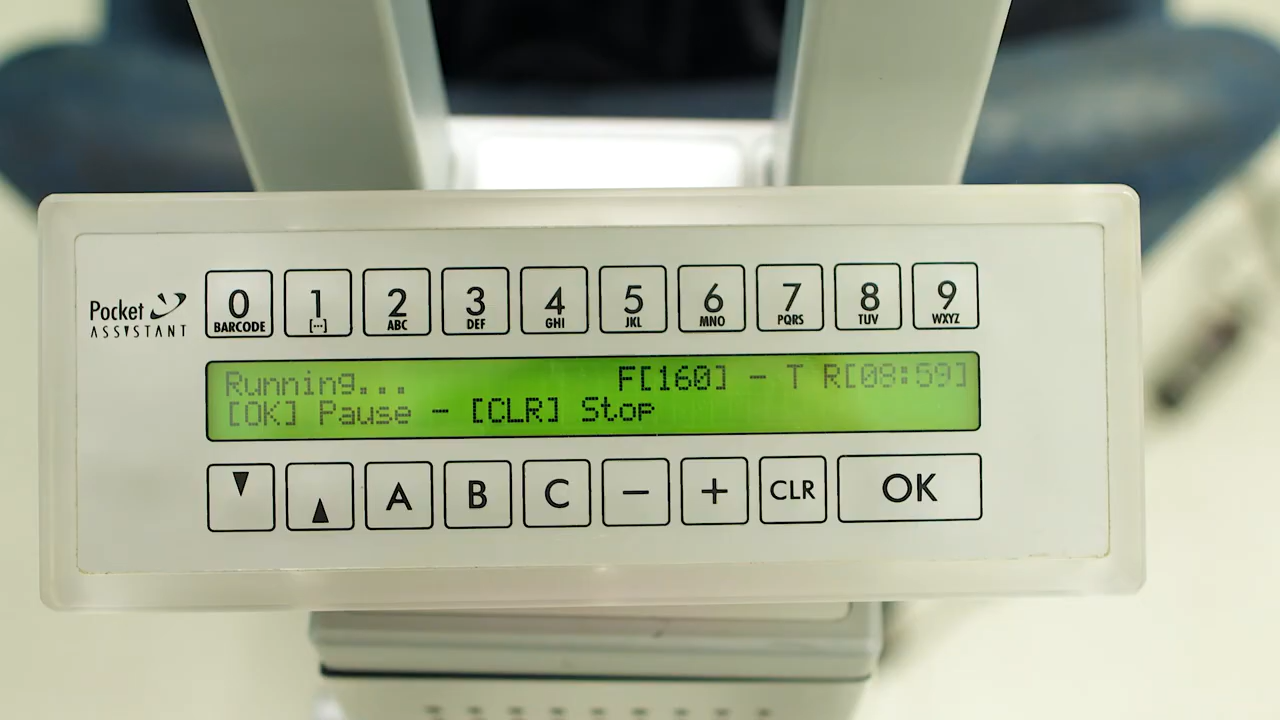 Pocket
ASSYSTANT
0 1 2 3 4 5 6 7 8 9
BARCODE [...] ABC DEF GHI JKL MNO PQRS TUV WXYZ
Running... F[160] - T R[08:59]
[OK] Pause - [CLR] Stop
▼ ▲ A B C - + CLR OK